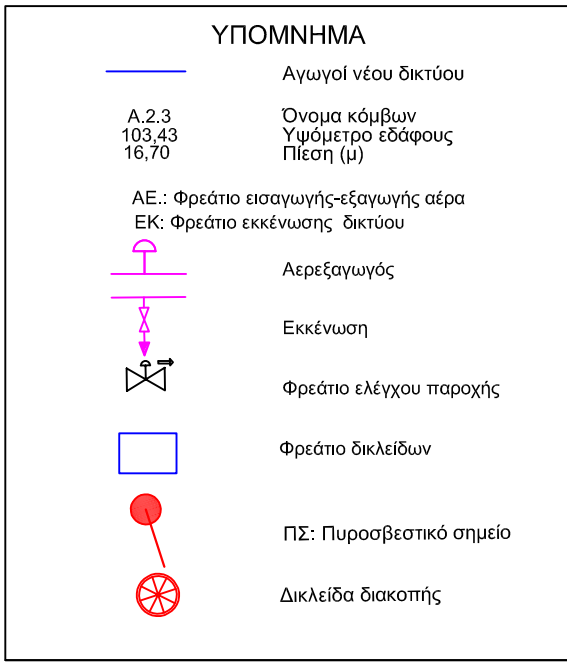 ΥΠΟΜΝΗΜΑ
Αγωγοί νέου δικτύου
Α.2.3 Όνομα κόμβων
103,43 Υψόμετρο εδάφους
16,70 Πίεση (μ)
ΑΕ.: Φρεάτιο εισαγωγής-εξαγωγής αέρα
ΕΚ: Φρεάτιο εκκένωσης δικτύου
Αερεξαγωγός
Εκκένωση
Φρεάτιο ελέγχου παροχής
Φρεάτιο δικλείδων
ΠΣ: Πυροσβεστικό σημείο
Δικλείδα διακοπής